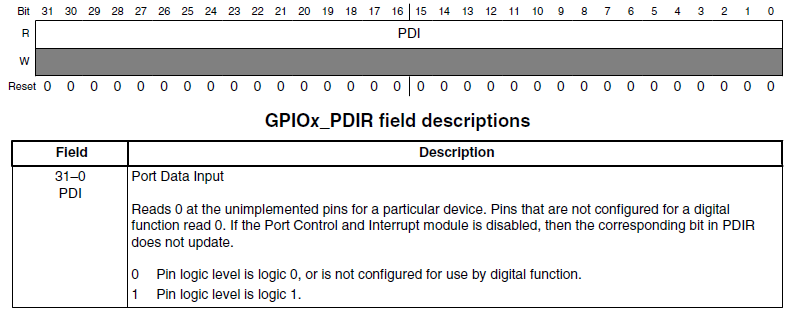 Bit 31 30 29 28 27 26 25 24 23 22 21 20 19 18 17 16 15 14 13 12 11 10 9 8 7 6 5 4 3 2 1 0
R PDI
W
Reset 0 0 0 0 0 0 0 0 0 0 0 0 0 0 0 0 0 0 0 0 0 0 0 0 0 0 0 0 0 0 0 0
GPIOx_PDIR field descriptions
Field Description
31–0 Port Data Input
PDI
Reads 0 at the unimplemented pins for a particular device. Pins that are not configured for a digital
function read 0. If the Port Control and Interrupt module is disabled, then the corresponding bit in PDIR
does not update.
0 Pin logic level is logic 0, or is not configured for use by digital function.
1 Pin logic level is logic 1.